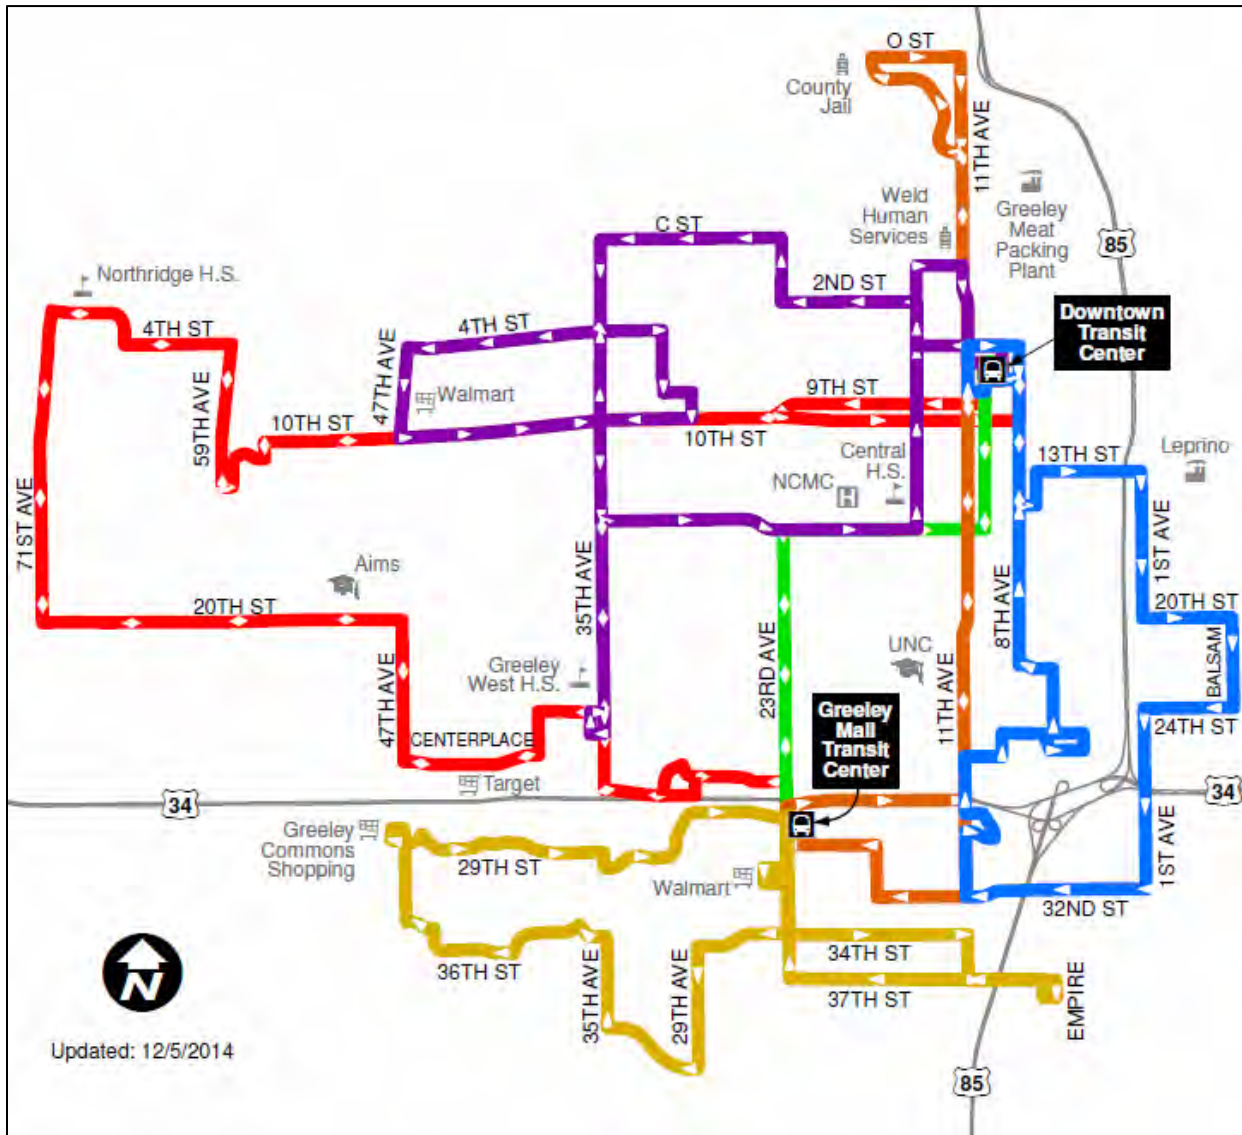 O ST
County
Jail
11TH AVE
Weld
Human
Services
Greeley
Meat
Packing
Plant
85
C ST
Northridge H.S.
2ND ST
Downtown
Transit
Center
4TH ST
4TH ST
47TH AVE
59TH AVE
Walmart
9TH ST
10TH ST
10TH ST
Central
H.S.
13TH ST
Leprino
NCMC
H
71ST AVE
1ST AVE
Aims
20TH ST
35TH AVE
20TH ST
8TH AVE
UNC
BALSAM
Greeley
West H.S.
23RD AVE
47TH AVE
11TH AVE
24TH ST
Greeley
Mall
Transit
Center
CENTERPLACE
Target
34
34
Greeley
Commons
Shopping
29TH ST
Walmart
1ST AVE
32ND ST
34TH ST
36TH ST
35TH AVE
29TH AVE
37TH ST
EMPIRE
N
Updated: 12/5/2014
85